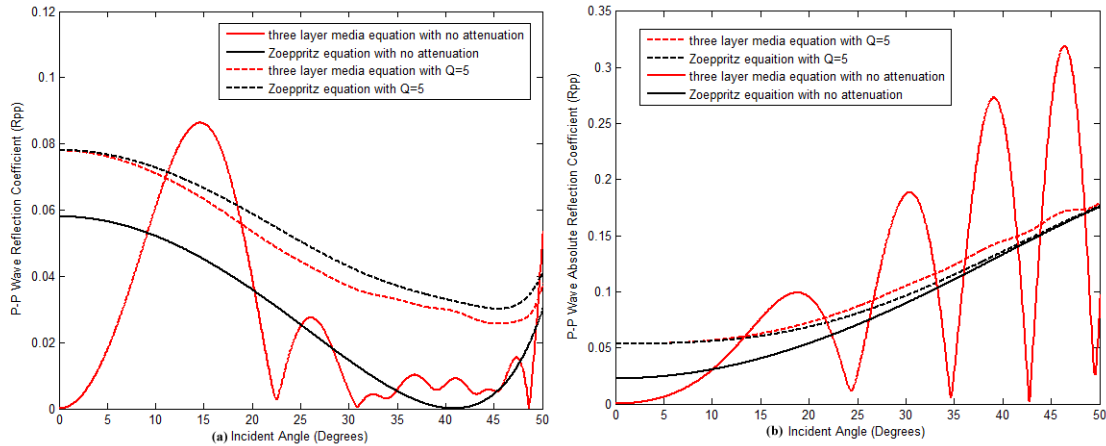 0.12
0.1
0.08
0.06
0.04
0.02
0
P-P Wave Reflection Coefficient (Rpp)
three layer media equation with no attenuation
Zoeppritz equation with no attenuation
three layer media equation with Q=5
Zoeppritz equition with Q=5
0 5 10 15 20 25 30 35 40 45 50
(a) Incident Angle (Degrees)
0.35
0.3
0.25
0.2
0.15
0.1
0.05
0
P-P Wave Absolute Reflection Coefficient (Rpp)
three layer media equation with Q=5
Zoeppritz equation with Q=5
three layer media equation with no attenuation
Zoeppritz equaition with no attenuation
0 5 10 15 20 25 30 35 40 45 50
(b) Incident Angle (Degrees)